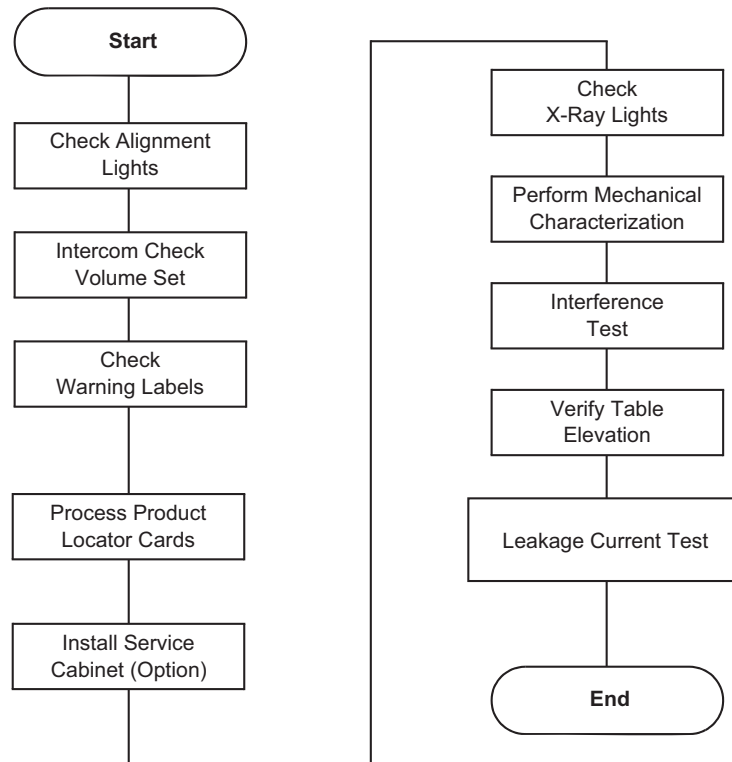 Start
Check Alignment
Lights
Intercom Check
Volume Set
Check
Warning Labels
Process Product
Locator Cards
Install Service
Cabinet (Option)
Check
X-Ray Lights
Perform Mechanical
Characterization
Interference
Test
Verify Table
Elevation
Leakage Current Test
End